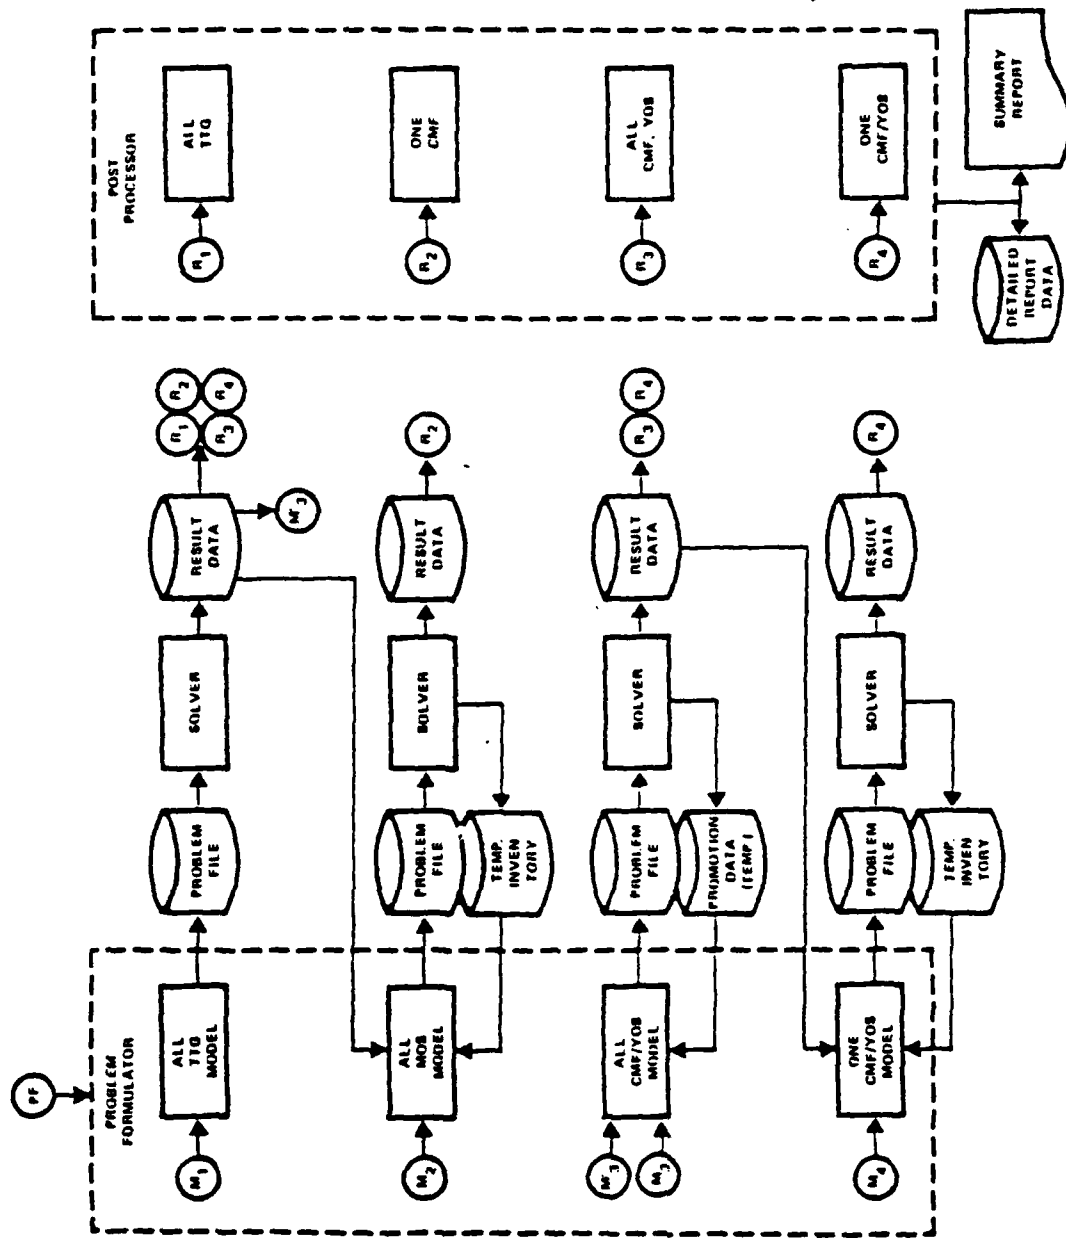 PF
PROBLEM
FORMULATOR
M1
ALL
TTG
MODEL
PROBLEM
FILE
SOLVER
RESULT
DATA
R1
R2
R3
R4
M'3
M2
ALL
MOS
MODEL
PROBLEM
FILE
TEMP.
INVEN
TORY
SOLVER
RESULT
DATA
R2
M'3
M3
ALL
CMF/YOS
MODEL
PROBLEM
FILE
PROMOTION
DATA
(TEMP)
SOLVER
RESULT
DATA
R3
R4
M4
ONE
CMF/YOS
MODEL
PROBLEM
FILE
TEMP.
INVEN
TORY
SOLVER
RESULT
DATA
R4
POST
PROCESSOR
R1
ALL
TTG
R2
ONE
CMF
R3
ALL
CMF, YOS
R4
ONE
CMF/YOS
DETAILED
REPORT
DATA
SUMMARY
REPORT